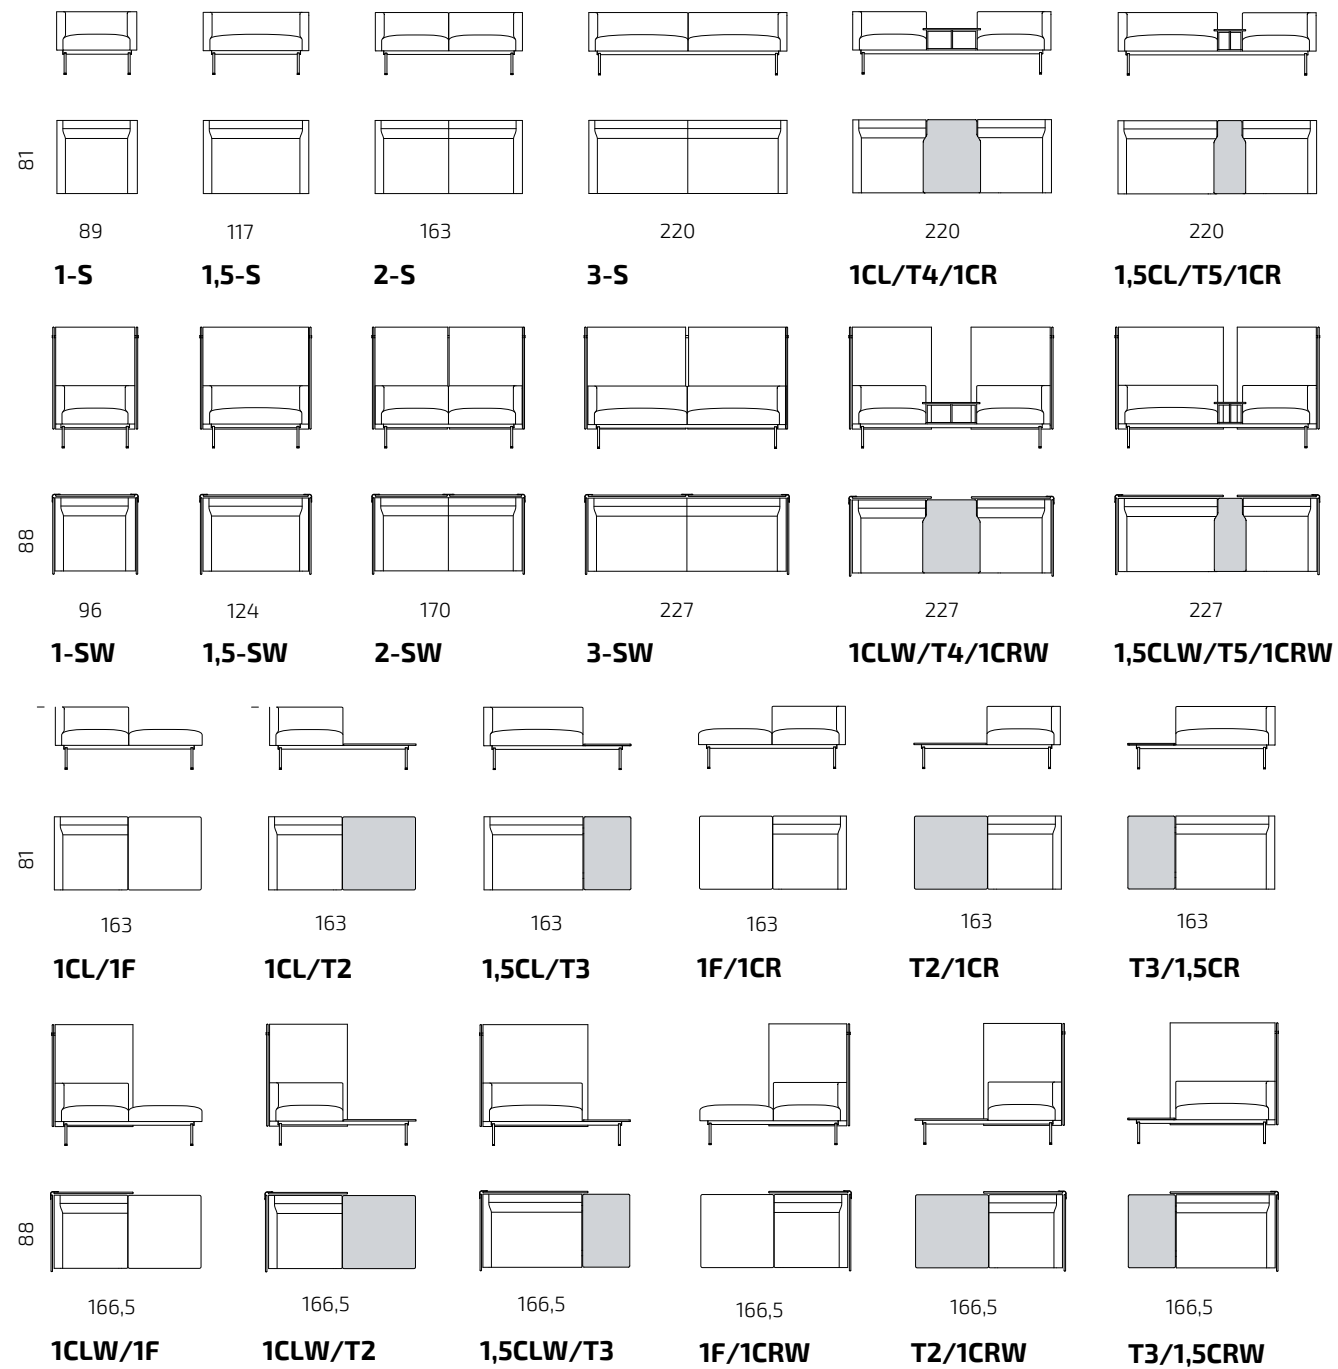 81
89 117 163 220 220 220
1-S 1,5-S 2-S 3-S 1CL/T4/1CR 1,5CL/T5/1CR
88
96 124 170 227 227 227
1-SW 1,5-SW 2-SW 3-SW 1CLW/T4/1CRW 1,5CLW/T5/1CRW
81
163 163 163 163 163 163
1CL/1F 1CL/T2 1,5CL/T3 1F/1CR T2/1CR T3/1,5CR
88
166,5 166,5 166,5 166,5 166,5 166,5
1CLW/1F 1CLW/T2 1,5CLW/T3 1F/1CRW T2/1CRW T3/1,5CRW